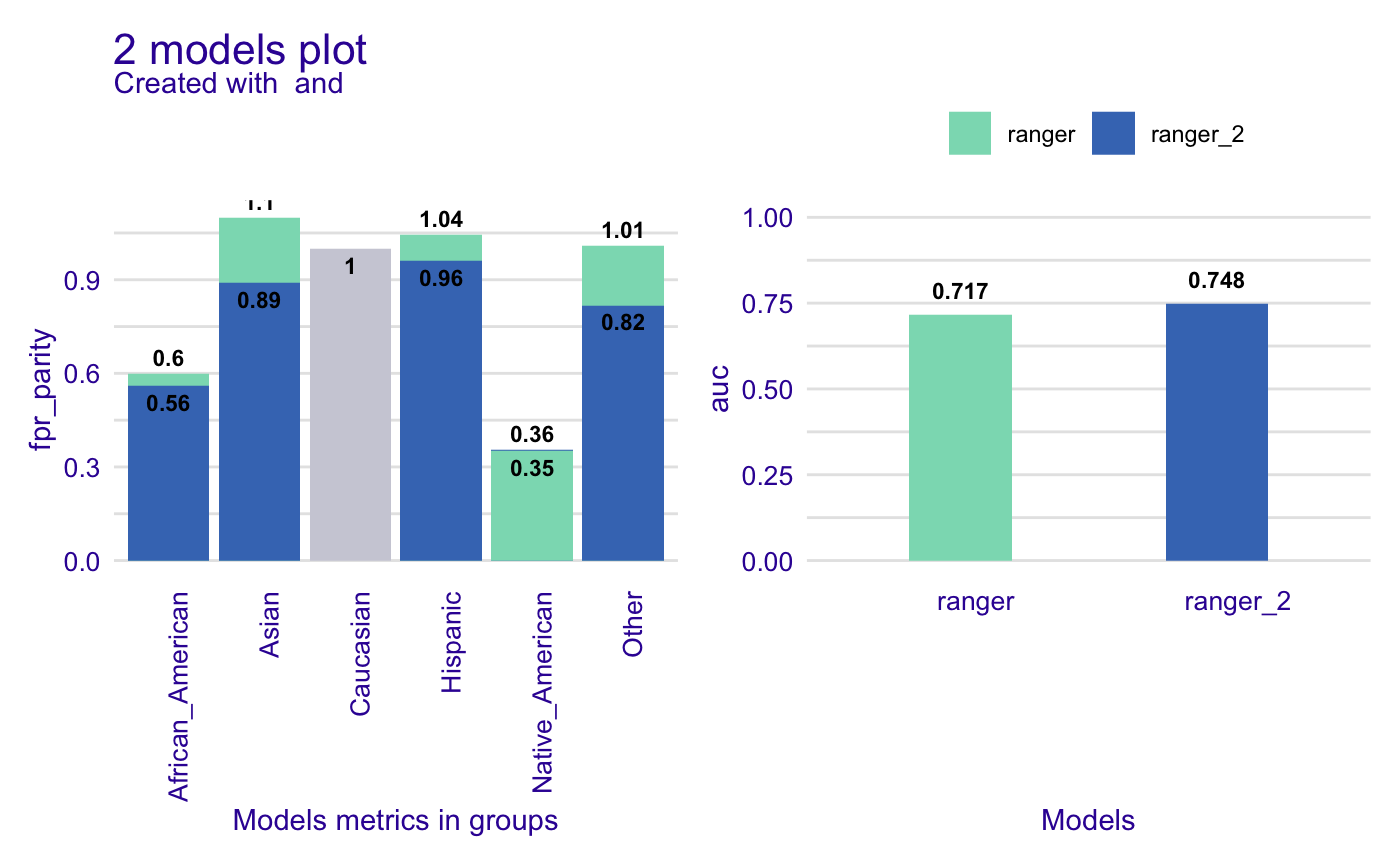 2 models plot
Created with  and
ranger ranger_2
fpr_parity
0.9
0.6
0.3
0.0
1.04
1.01
1
0.89
0.96
0.82
0.6
0.56
0.36
0.35
African_American
Asian
Caucasian
Hispanic
Native_American
Other
Models metrics in groups
auc
1.00
0.75
0.50
0.25
0.00
0.717
0.748
ranger
ranger_2
Models